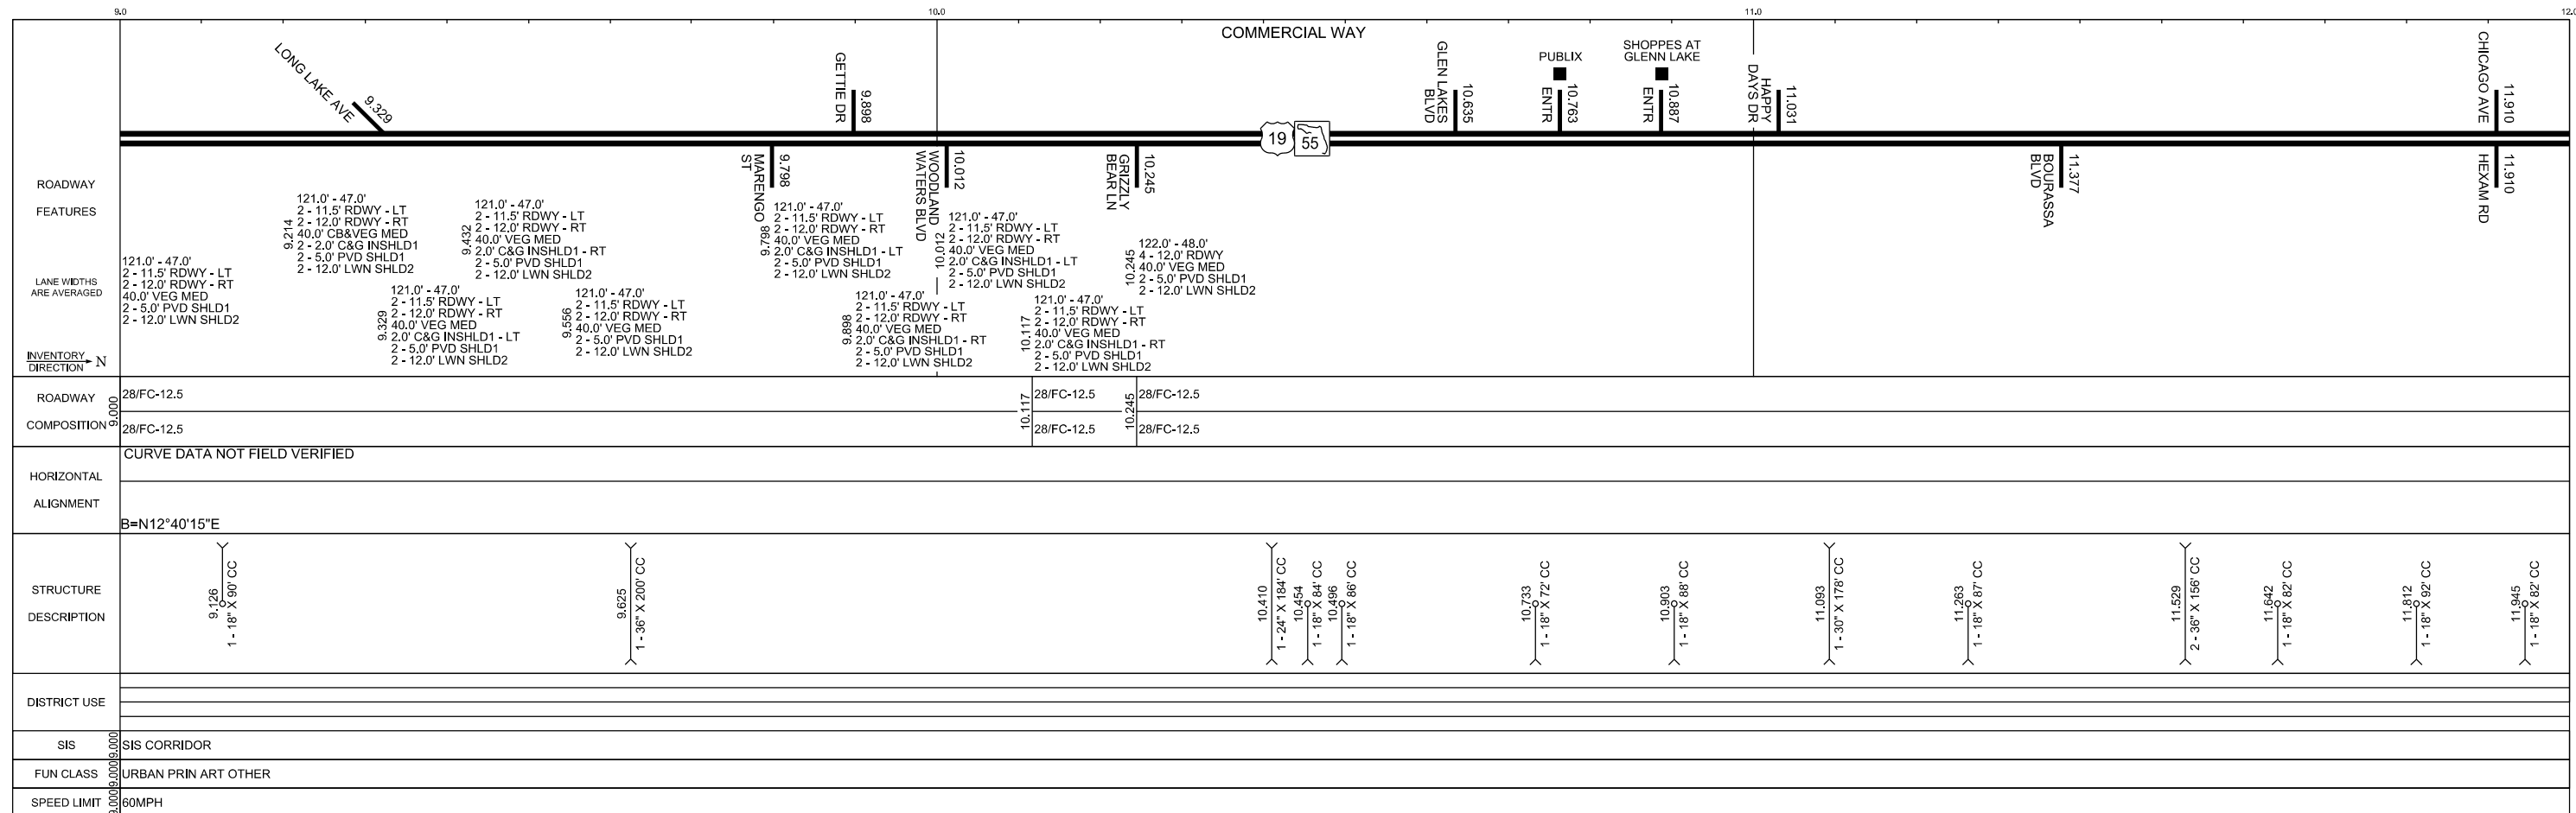 9.0
10.0
11.0
12.0
COMMERCIAL WAY
LONG LAKE AVE
9.329
GETTIE DR
9.898
GLEN LAKES
BLVD
10.635
PUBLIX
ENTR
10.763
SHOPPES AT
GLENN LAKE
ENTR
10.887
HAPPY
DAYS DR
11.031
CHICAGO AVE
11.910
19
55
MARENGO
ST
9.798
WOODLAND
WATERS BLVD
10.012
GRIZZLY
BEAR LN
10.245
BOURASSA
BLVD
11.377
HEXAM RD
11.910
ROADWAY
FEATURES
LANE WIDTHS
ARE AVERAGED
INVENTORY
DIRECTION
N
121.0' - 47.0'
2 - 11.5' RDWY - LT
2 - 12.0' RDWY - RT
40.0' VEG MED
2 - 5.0' PVD SHLD1
2 - 12.0' LWN SHLD2
9.214
121.0' - 47.0'
2 - 11.5' RDWY - LT
2 - 12.0' RDWY - RT
40.0' CB&VEG MED
2 - 2.0' C&G INSHLD1
2 - 5.0' PVD SHLD1
2 - 12.0' LWN SHLD2
9.329
121.0' - 47.0'
2 - 11.5' RDWY - LT
2 - 12.0' RDWY - RT
40.0' VEG MED
2.0' C&G INSHLD1 - LT
2 - 5.0' PVD SHLD1
2 - 12.0' LWN SHLD2
9.432
121.0' - 47.0'
2 - 11.5' RDWY - LT
2 - 12.0' RDWY - RT
40.0' VEG MED
2.0' C&G INSHLD1 - RT
2 - 5.0' PVD SHLD1
2 - 12.0' LWN SHLD2
9.556
121.0' - 47.0'
2 - 11.5' RDWY - LT
2 - 12.0' RDWY - RT
40.0' VEG MED
2 - 5.0' PVD SHLD1
2 - 12.0' LWN SHLD2
9.798
121.0' - 47.0'
2 - 11.5' RDWY - LT
2 - 12.0' RDWY - RT
40.0' VEG MED
2.0' C&G INSHLD1 - LT
2 - 5.0' PVD SHLD1
2 - 12.0' LWN SHLD2
9.898
121.0' - 47.0'
2 - 11.5' RDWY - LT
2 - 12.0' RDWY - RT
40.0' VEG MED
2.0' C&G INSHLD1 - RT
2 - 5.0' PVD SHLD1
2 - 12.0' LWN SHLD2
10.012
121.0' - 47.0'
2 - 11.5' RDWY - LT
2 - 12.0' RDWY - RT
40.0' VEG MED
2.0' C&G INSHLD1 - LT
2 - 5.0' PVD SHLD1
2 - 12.0' LWN SHLD2
10.117
121.0' - 47.0'
2 - 11.5' RDWY - LT
2 - 12.0' RDWY - RT
40.0' VEG MED
2.0' C&G INSHLD1 - RT
2 - 5.0' PVD SHLD1
2 - 12.0' LWN SHLD2
10.245
122.0' - 48.0'
4 - 12.0' RDWY
40.0' VEG MED
2 - 5.0' PVD SHLD1
2 - 12.0' LWN SHLD2
ROADWAY
COMPOSITION
9.000
28/FC-12.5
28/FC-12.5
10.117
28/FC-12.5
28/FC-12.5
10.245
28/FC-12.5
28/FC-12.5
HORIZONTAL
ALIGNMENT
CURVE DATA NOT FIELD VERIFIED
B=N12°40'15"E
STRUCTURE
DESCRIPTION
9.126
1 - 18" X 90' CC
9.625
1 - 36" X 200' CC
10.410
1 - 24" X 184' CC
10.454
1 - 18" X 84' CC
10.496
1 - 18" X 86' CC
10.733
1 - 18" X 72' CC
10.903
1 - 18" X 88' CC
11.093
1 - 30" X 178' CC
11.263
1 - 18" X 87' CC
11.529
2 - 36" X 156' CC
11.642
1 - 18" X 82' CC
11.812
1 - 18" X 92' CC
11.945
1 - 18" X 82' CC
DISTRICT USE
SIS
9.000
SIS CORRIDOR
FUN CLASS
9.000
URBAN PRIN ART OTHER
SPEED LIMIT
9.000
60MPH